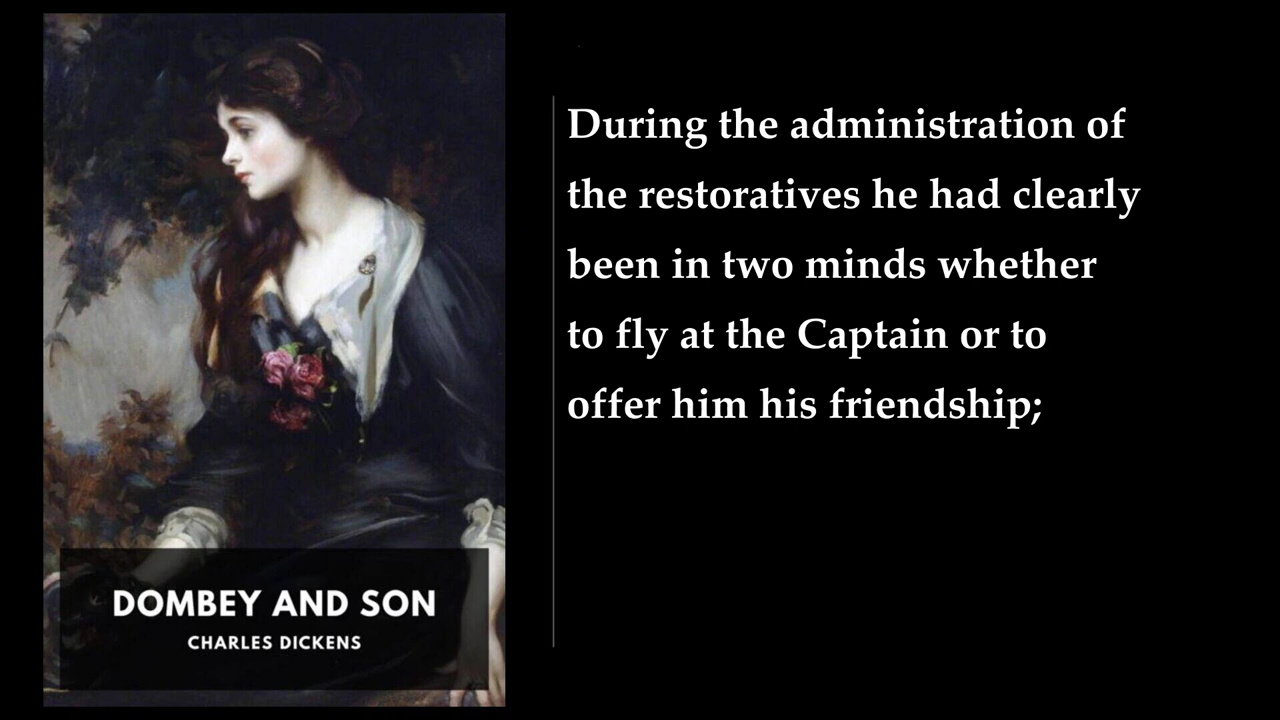 During the administration of
the restoratives he had clearly
been in two minds whether
to fly at the Captain or to
offer him his friendship;
DOMBEY AND SON
CHARLES DICKENS